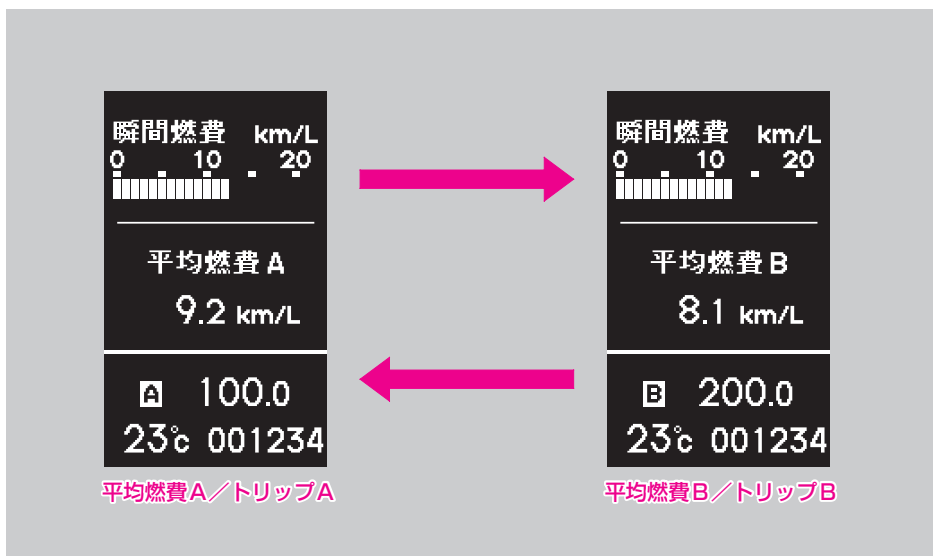 瞬間燃費 km/L
0 10 20
平均燃費 A
9.2 km/L
A 100.0
23℃ 001234
平均燃費A／トリップA
瞬間燃費 km/L
0 10 20
平均燃費 B
8.1 km/L
B 200.0
23℃ 001234
平均燃費B／トリップB